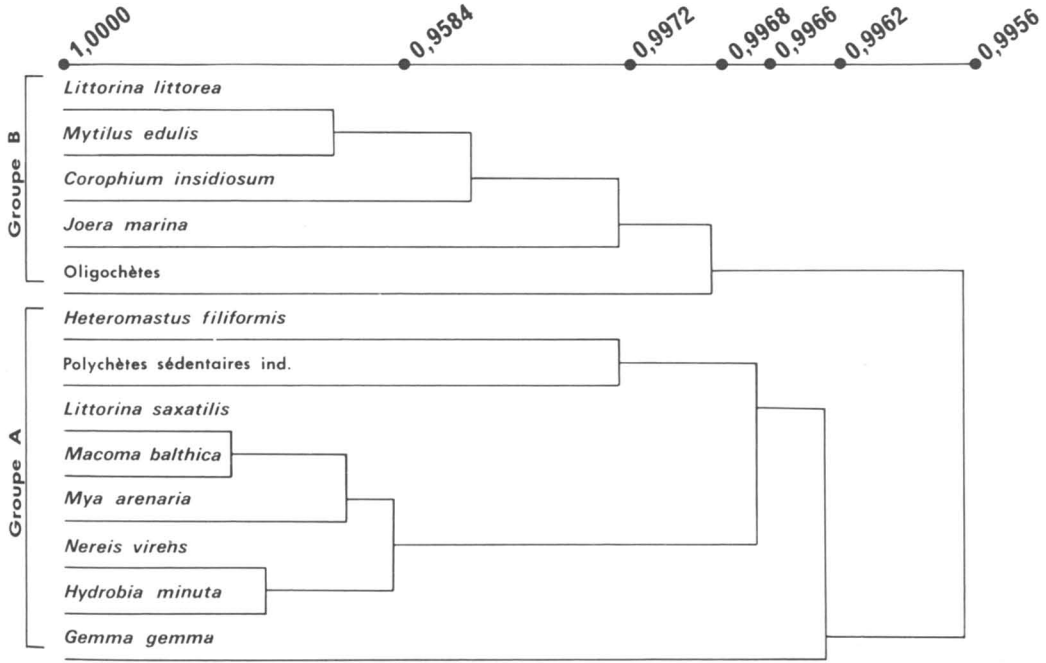 1,0000 0,9584 0,9972 0,9968 0,9966 0,9962 0,9956
Groupe B
Littorina littorea
Mytilus edulis
Corophium insidiosum
Joera marina
Oligochètes
Groupe A
Heteromastus filiformis
Polychètes sédentaires ind.
Littorina saxatilis
Macoma balthica
Mya arenaria
Nereis virens
Hydrobia minuta
Gemma gemma